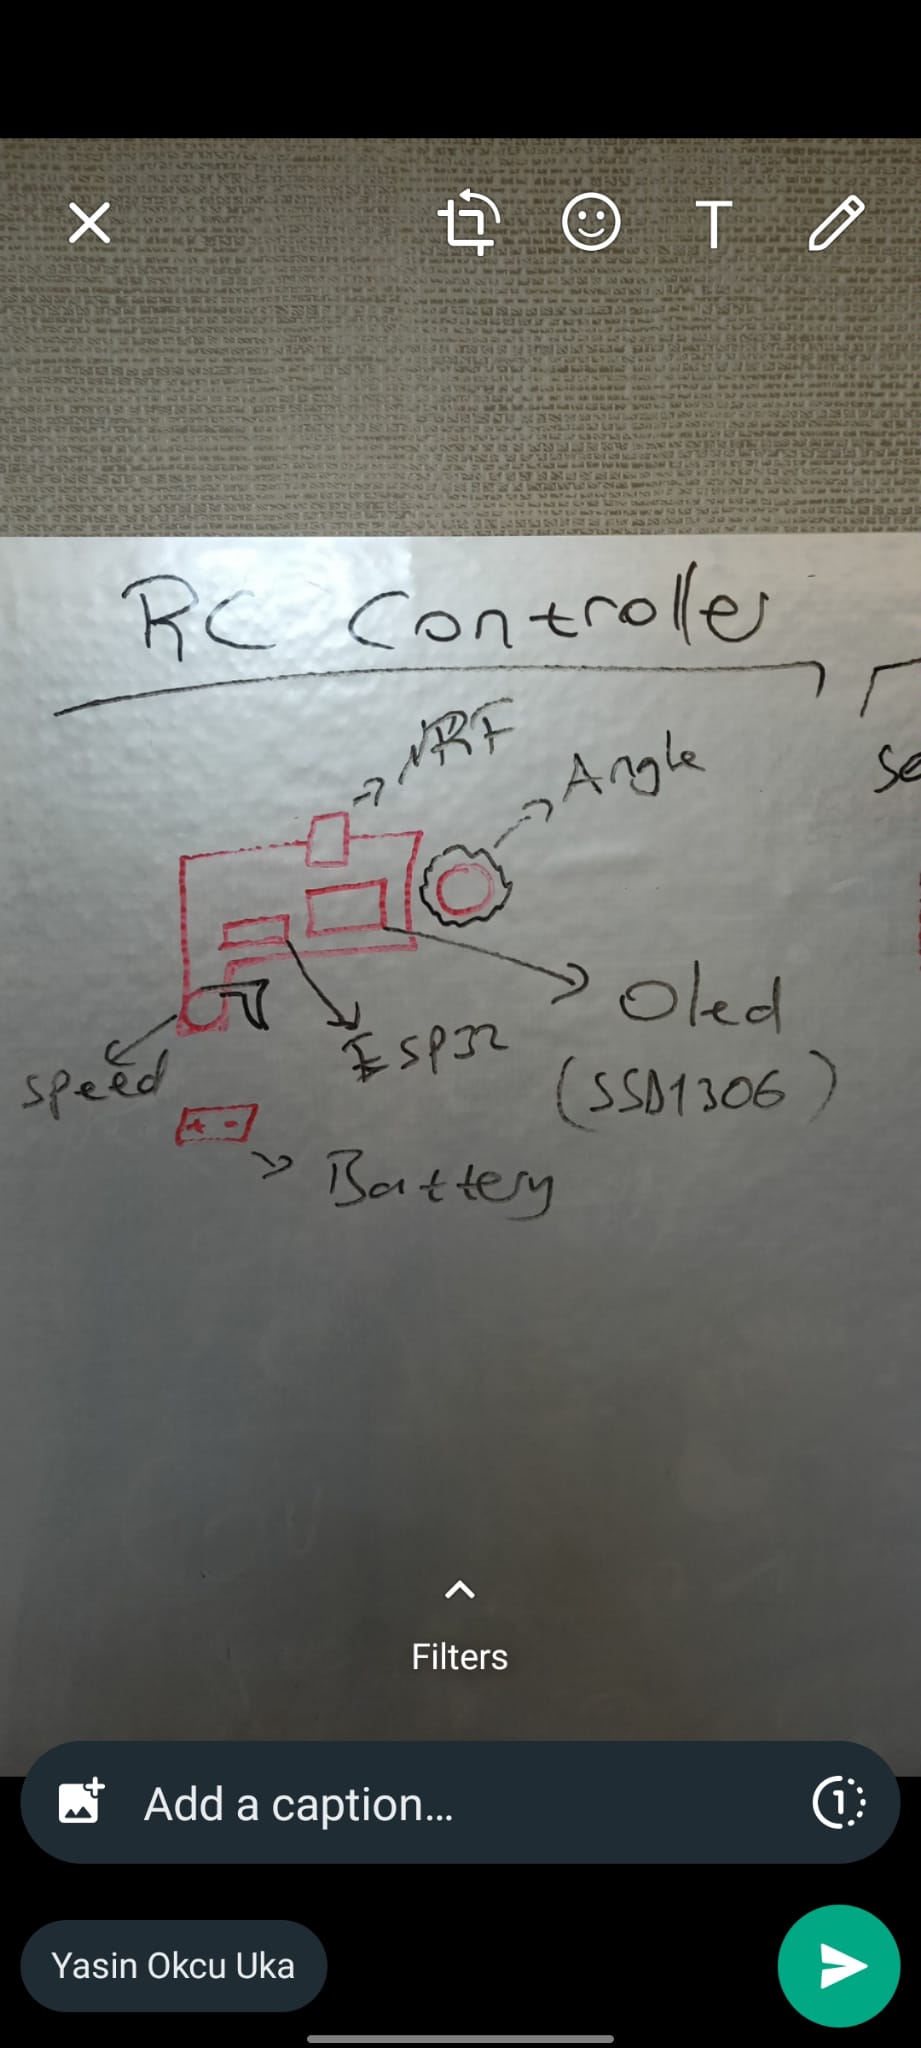 T
RC Controller
NRF
Angle
Se
Oled
ESP32
(SSD1306)
speed
+ -
Battery
Filters
Add a caption...
1
Yasin Okcu Uka